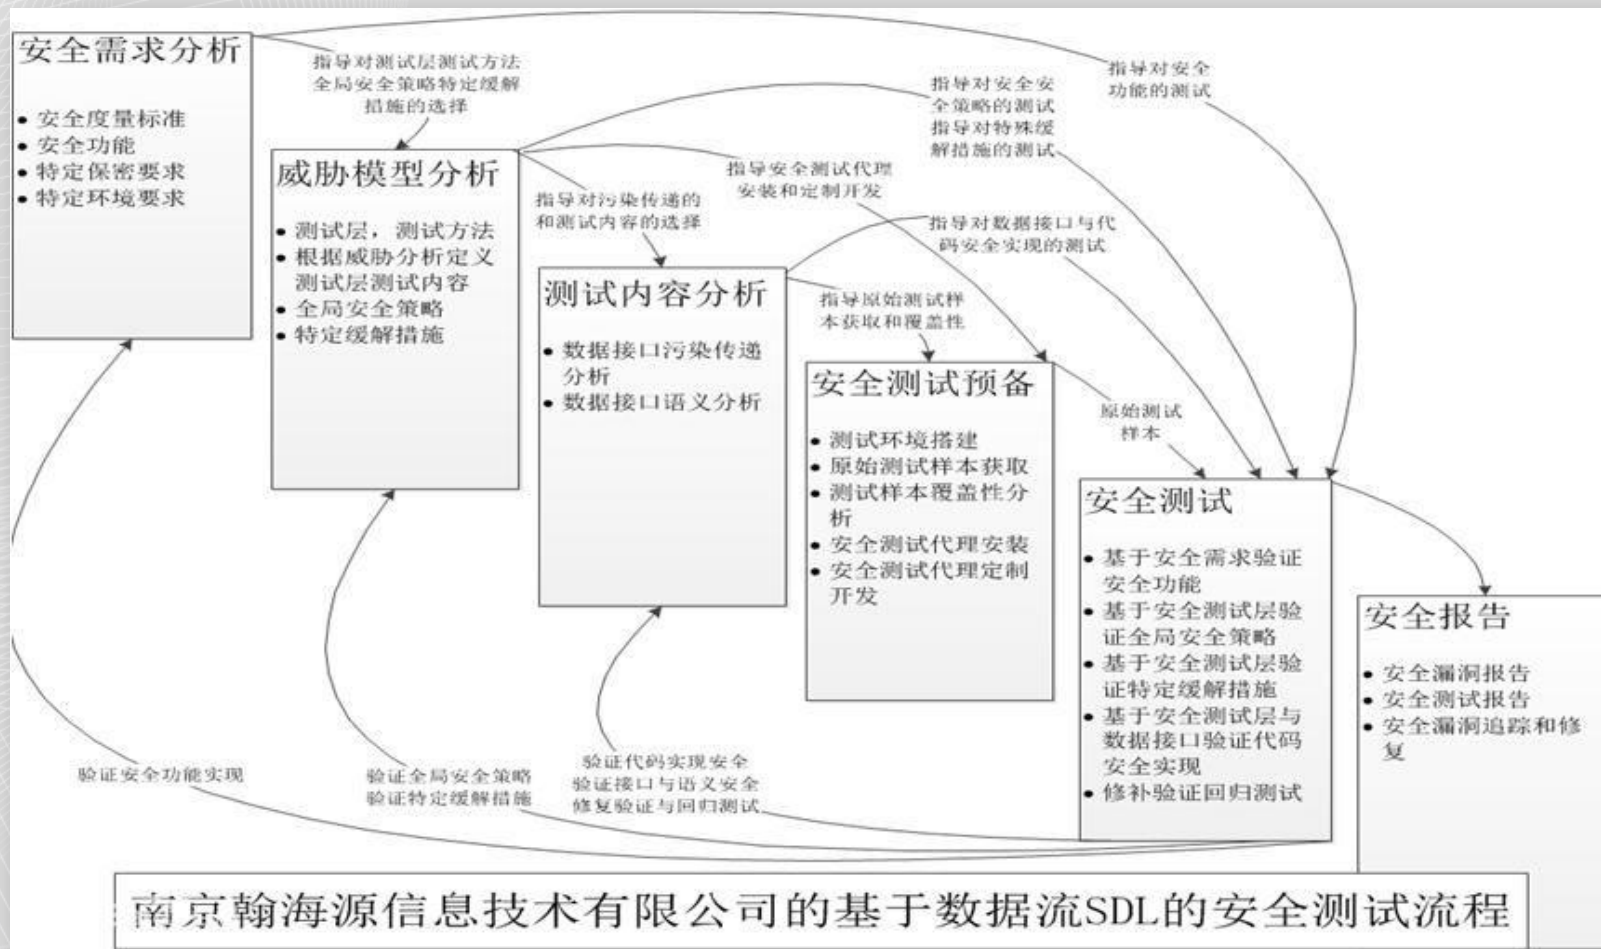 安全需求分析
• 安全度量标准
• 安全功能
• 特定保密要求
• 特定环境要求
指导对测试层测试方法
全局安全策略特定缓解
措施的选择
威胁模型分析
• 测试层，测试方法
• 根据威胁分析定义
测试层测试内容
• 全局安全策略
• 特定缓解措施
指导对污染传递的
和测试内容的选择
测试内容分析
• 数据接口污染传递
分析
• 数据接口语义分析
指导安全测试代理
安装和定制开发
指导原始测试样
本获取和覆盖性
安全测试预备
• 测试环境搭建
• 原始测试样本获取
• 测试样本覆盖性分
析
• 安全测试代理安装
• 安全测试代理定制
开发
指导对安全安
全策略的测试
指导对特殊缓
解措施的测试
指导对安全
功能的测试
指导对数据接口与代
码安全实现的测试
原始测试
样本
安全测试
• 基于安全需求验证
安全功能
• 基于安全测试层验
证全局安全策略
• 基于安全测试层验
证特定缓解措施
• 基于安全测试层与
数据接口验证代码
安全实现
• 修补验证回归测试
安全报告
• 安全漏洞报告
• 安全测试报告
• 安全漏洞追踪和修
复
验证安全功能实现
验证全局安全策略
验证特定缓解措施
验证代码实现安全
验证接口与语义安全
修复验证与回归测试
南京翰海源信息技术有限公司的基于数据流SDL的安全测试流程